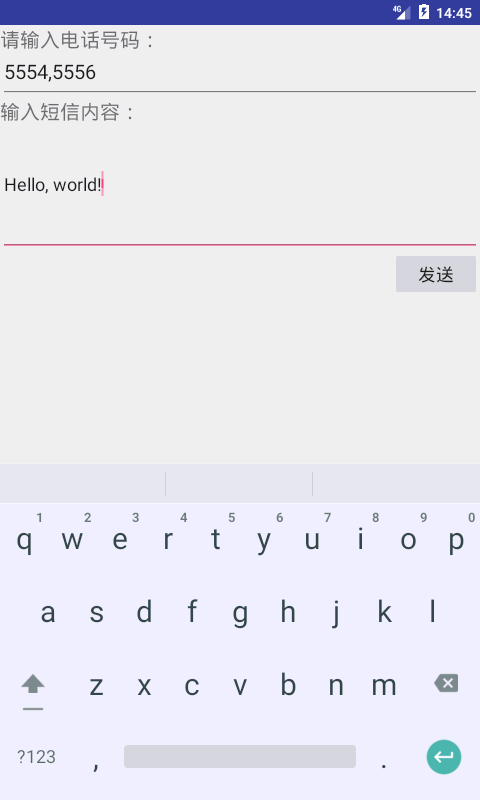 4G 14:45
请输入电话号码：
5554,5556
输入短信内容：
Hello, world!
发送
1 2 3 4 5 6 7 8 9 0
q w e r t y u i o p
a s d f g h j k l
z x c v b n m
?123 , .